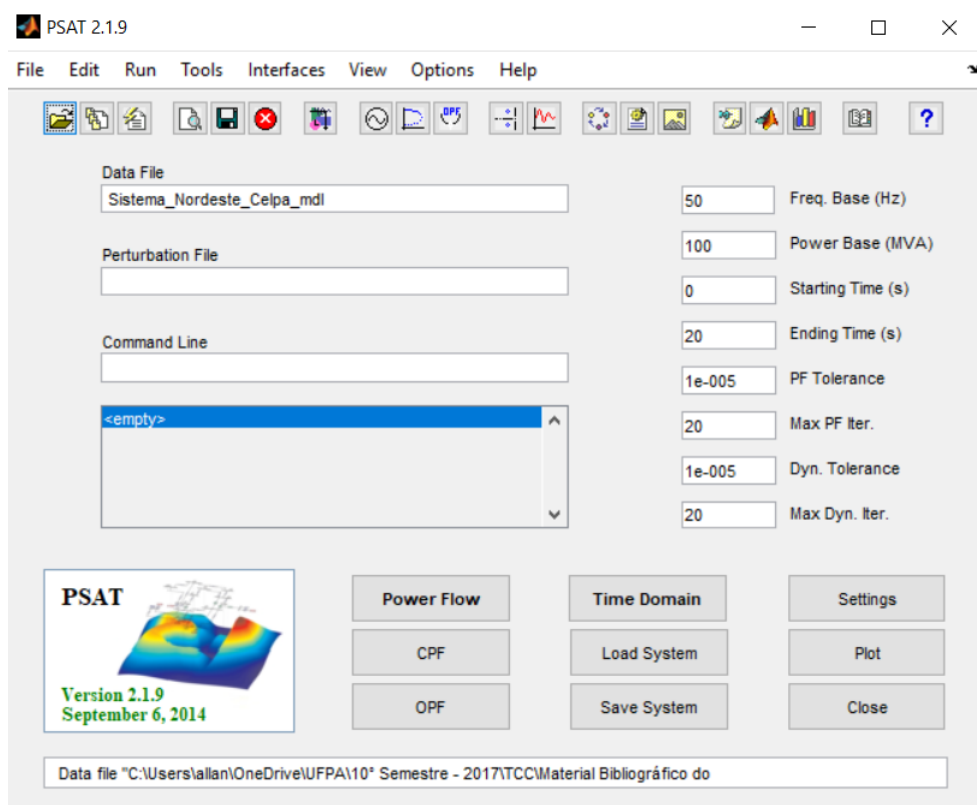 PSAT 2.1.9
File Edit Run Tools Interfaces View Options Help
OPF
?
Data File
Sistema_Nordeste_Celpa_mdl
Perturbation File
Command Line
<empty>
50 Freq. Base (Hz)
100 Power Base (MVA)
0 Starting Time (s)
20 Ending Time (s)
1e-005 PF Tolerance
20 Max PF Iter.
1e-005 Dyn. Tolerance
20 Max Dyn. Iter.
PSAT
Version 2.1.9
September 6, 2014
Power Flow Time Domain Settings
CPF Load System Plot
OPF Save System Close
Data file "C:\Users\allan\OneDrive\UFPA\10° Semestre - 2017\TCC\Material Bibliográfico do